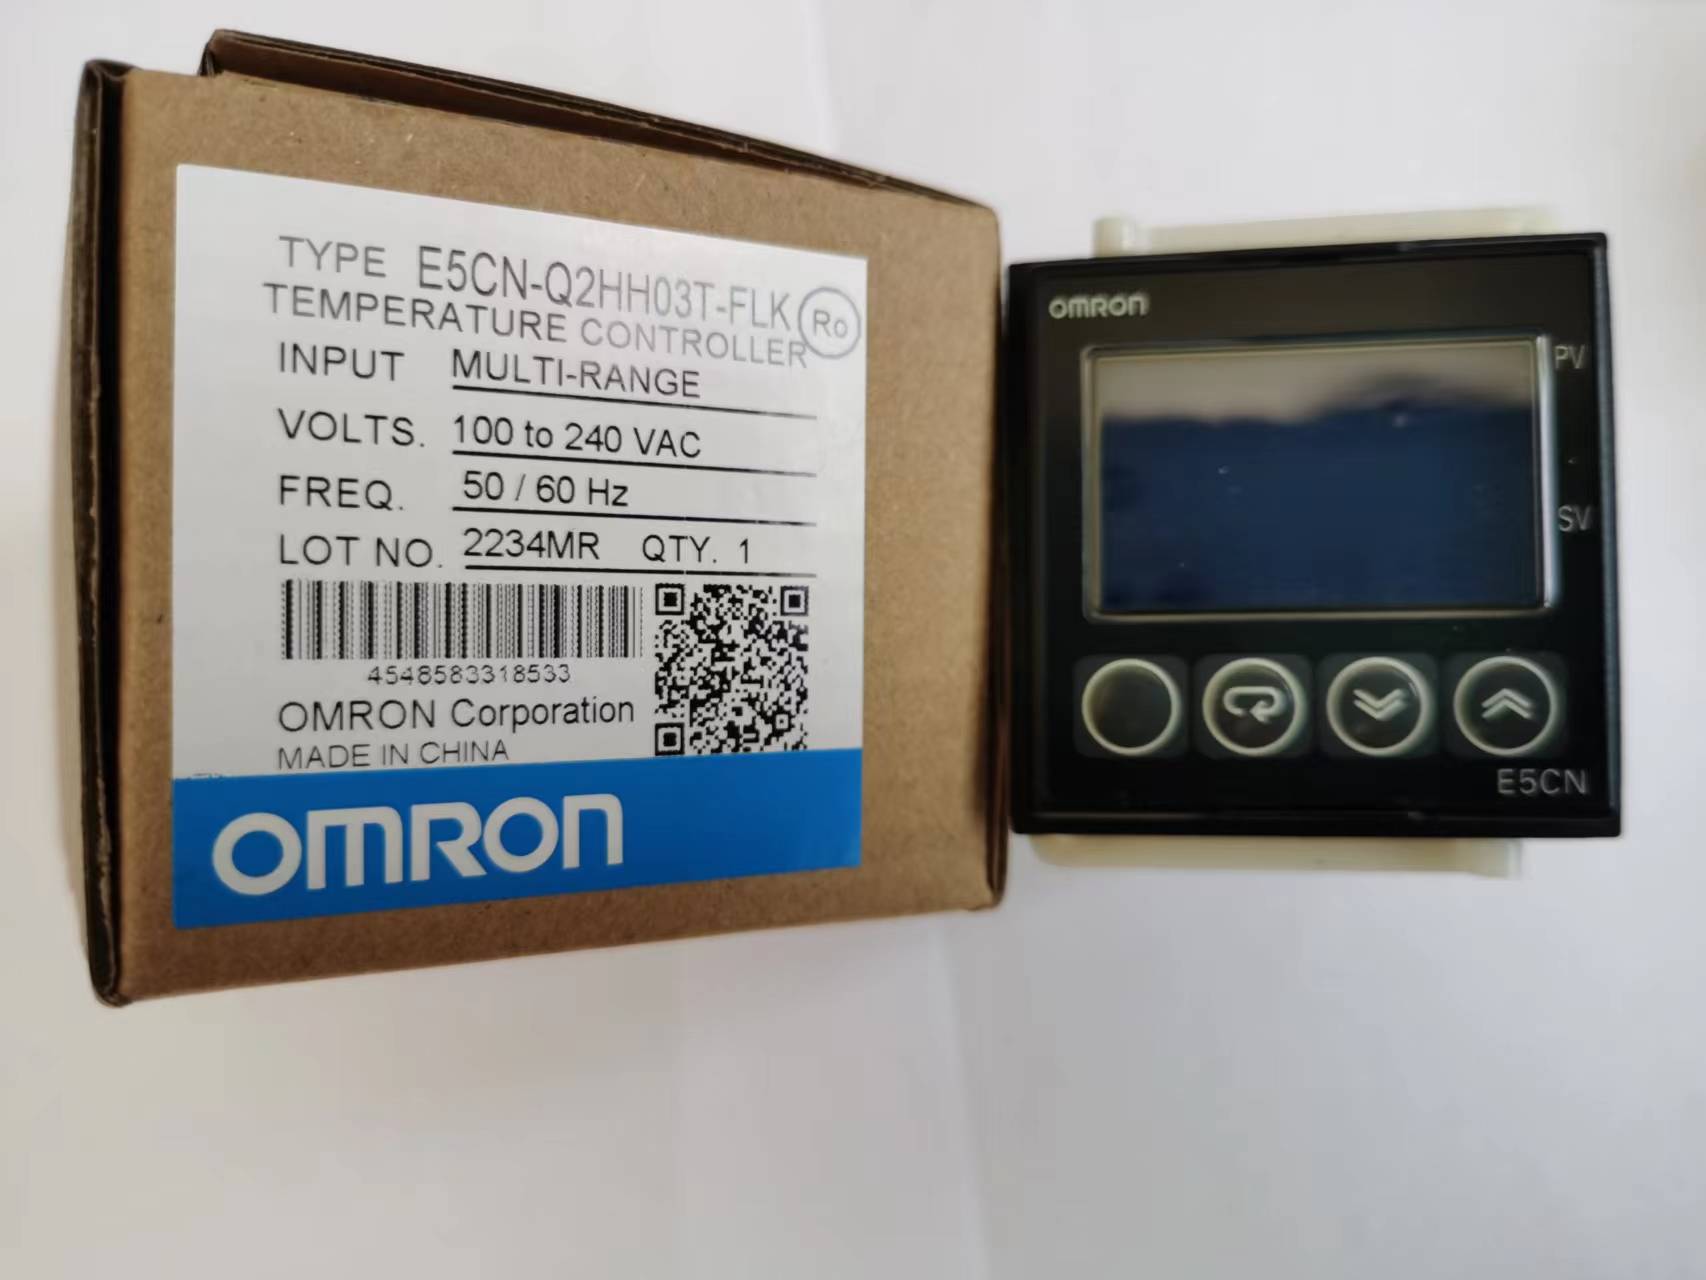 TYPE E5CN-Q2HH03T-FLK
Ro
TEMPERATURE CONTROLLER
INPUT MULTI-RANGE
VOLTS. 100 to 240 VAC
FREQ. 50 / 60 Hz
LOT NO. 2234MR QTY. 1
4548583318533
OMRON Corporation
MADE IN CHINA
OMRON
OMRON
PV
SV
E5CN